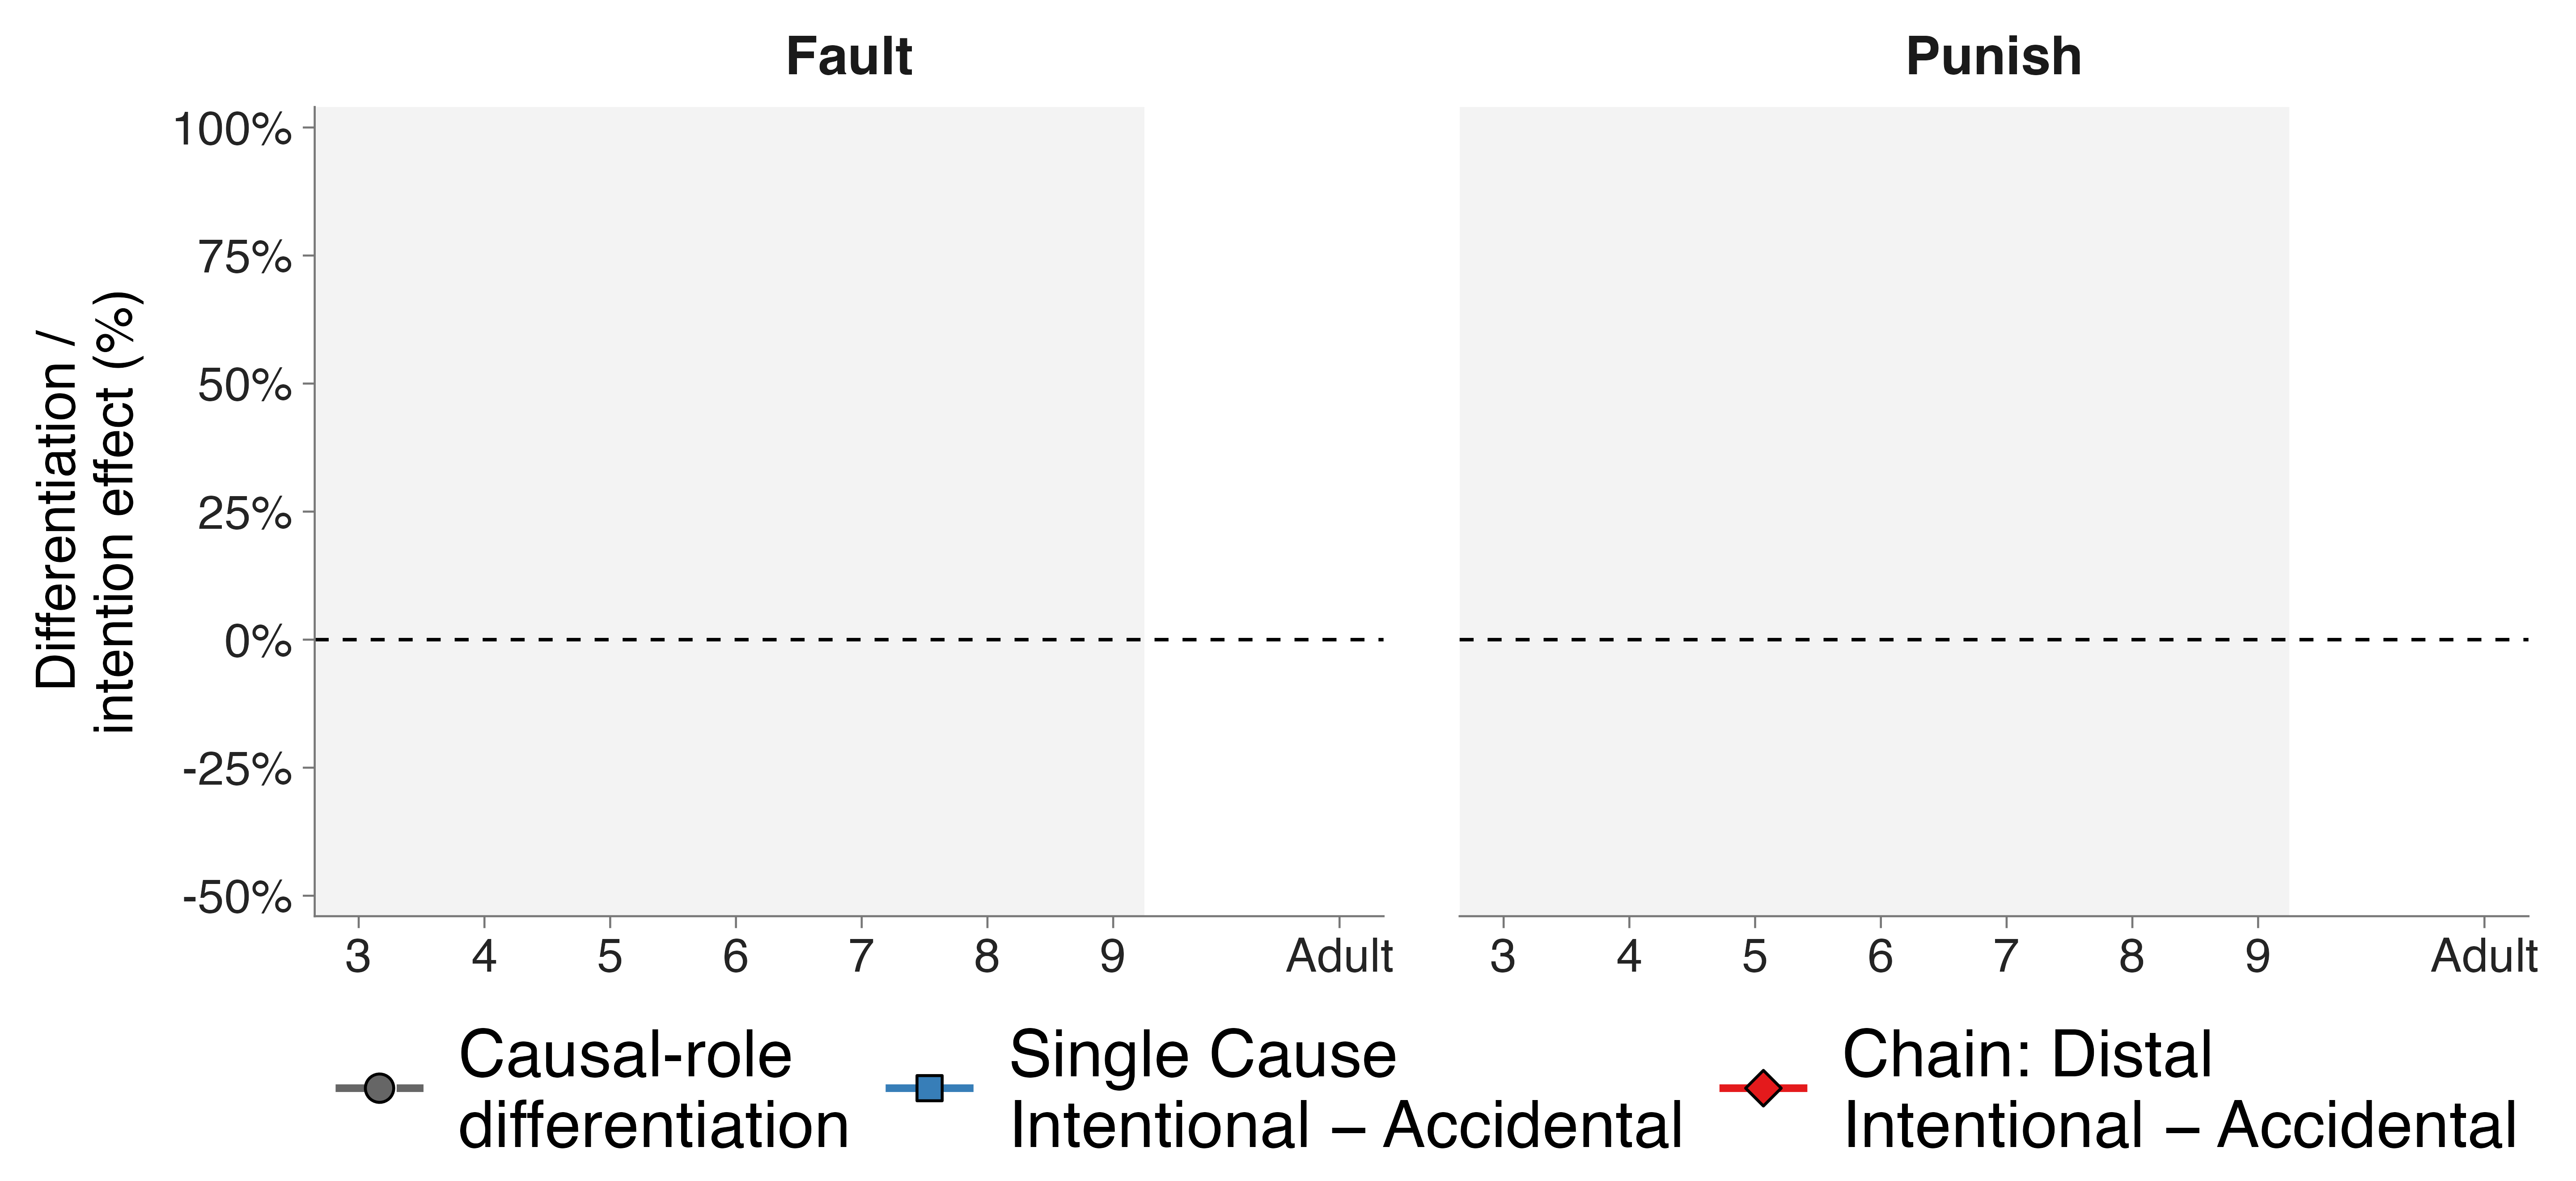 Fault
Punish
Differentiation /
intention effect (%)
100%
75%
50%
25%
0%
-25%
-50%
3 4 5 6 7 8 9 Adult
3 4 5 6 7 8 9 Adult
Causal-role
differentiation
Single Cause
Intentional – Accidental
Chain: Distal
Intentional – Accidental